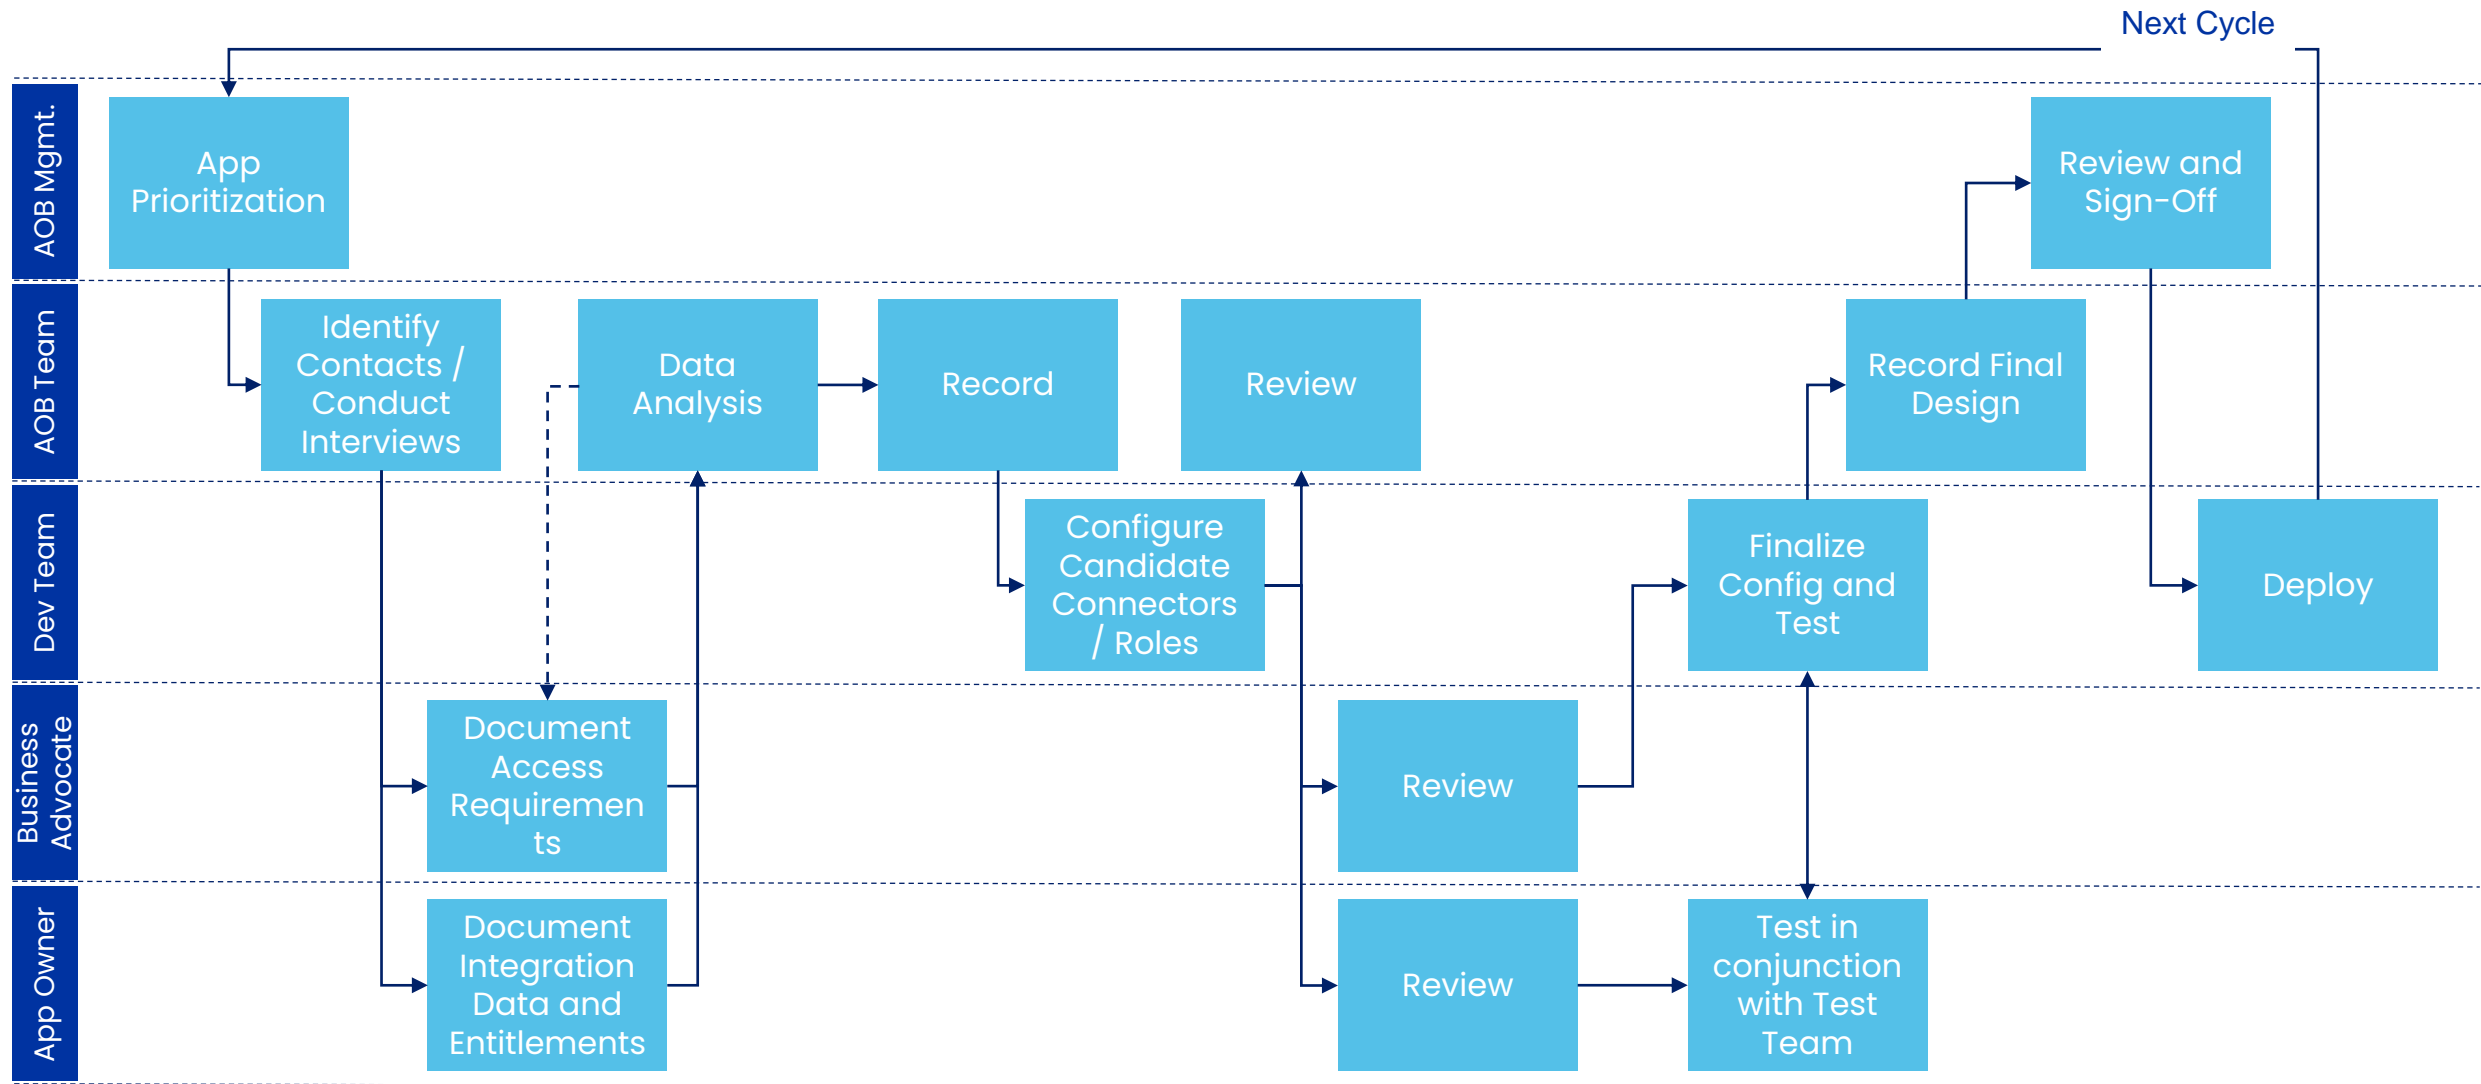 Next Cycle
AOB Mgmt.
App
Prioritization
Review and
Sign-Off
AOB Team
Identify
Contacts /
Conduct
Interviews
Data
Analysis
Record
Review
Record Final
Design
Dev Team
Configure
Candidate
Connectors
/ Roles
Finalize
Config and
Test
Deploy
Business
Advocate
Document
Access
Requiremen
ts
Review
App Owner
Document
Integration
Data and
Entitlements
Review
Test in
conjunction
with Test
Team